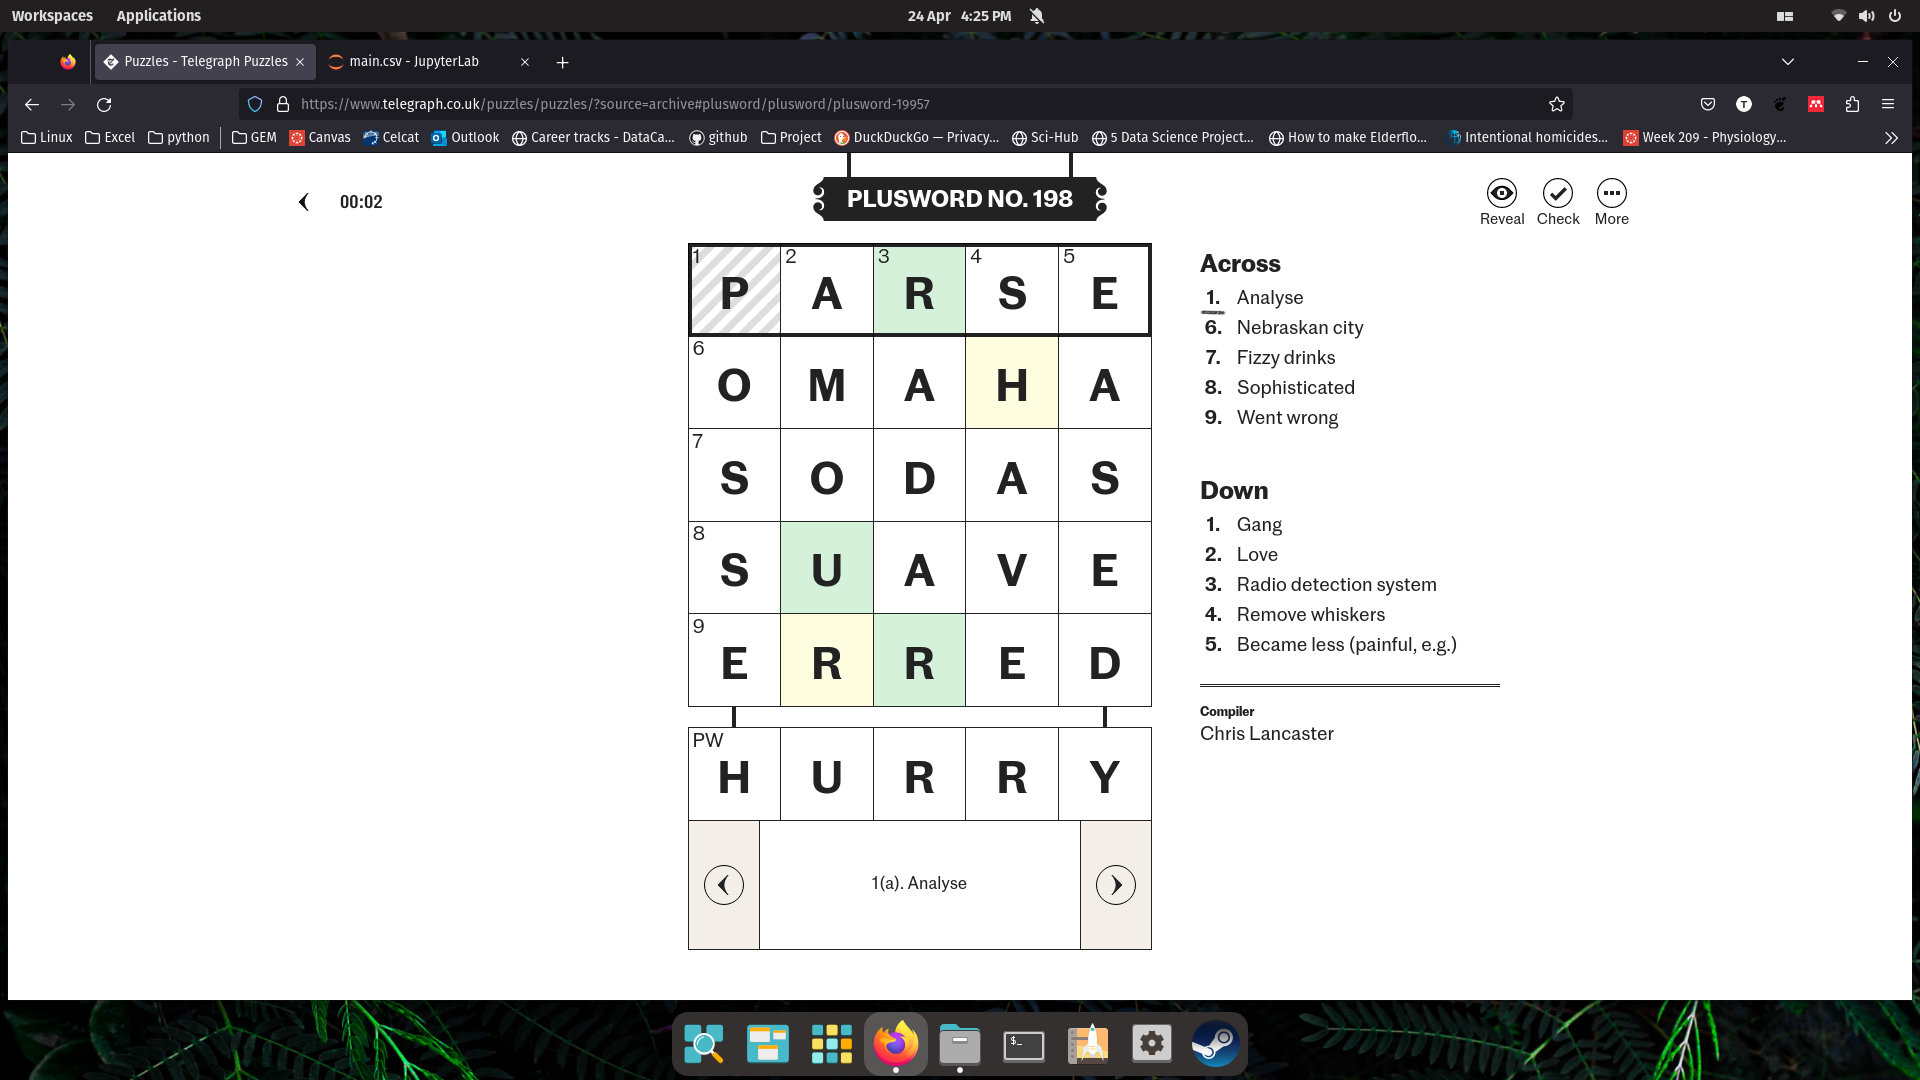 Workspaces Applications 24 Apr 4:25 PM
Puzzles - Telegraph Puzzles main.csv - JupyterLab
https://www.telegraph.co.uk/puzzles/puzzles/?source=archive#plusword/plusword/plusword-19957
Linux Excel python GEM Canvas Celcat Outlook Career tracks - DataCa... github Project DuckDuckGo — Privacy... Sci-Hub 5 Data Science Project... How to make Elderflo... Intentional homicides... Week 209 - Physiology...
00:02
PLUSWORD NO. 198
Reveal Check More
1 P 2 A 3 R 4 S 5 E
6 O M A H A
7 S O D A S
8 S U A V E
9 E R R E D
PW H U R R Y
1(a). Analyse
Across
1. Analyse
6. Nebraskan city
7. Fizzy drinks
8. Sophisticated
9. Went wrong
Down
1. Gang
2. Love
3. Radio detection system
4. Remove whiskers
5. Became less (painful, e.g.)
Compiler
Chris Lancaster
$_